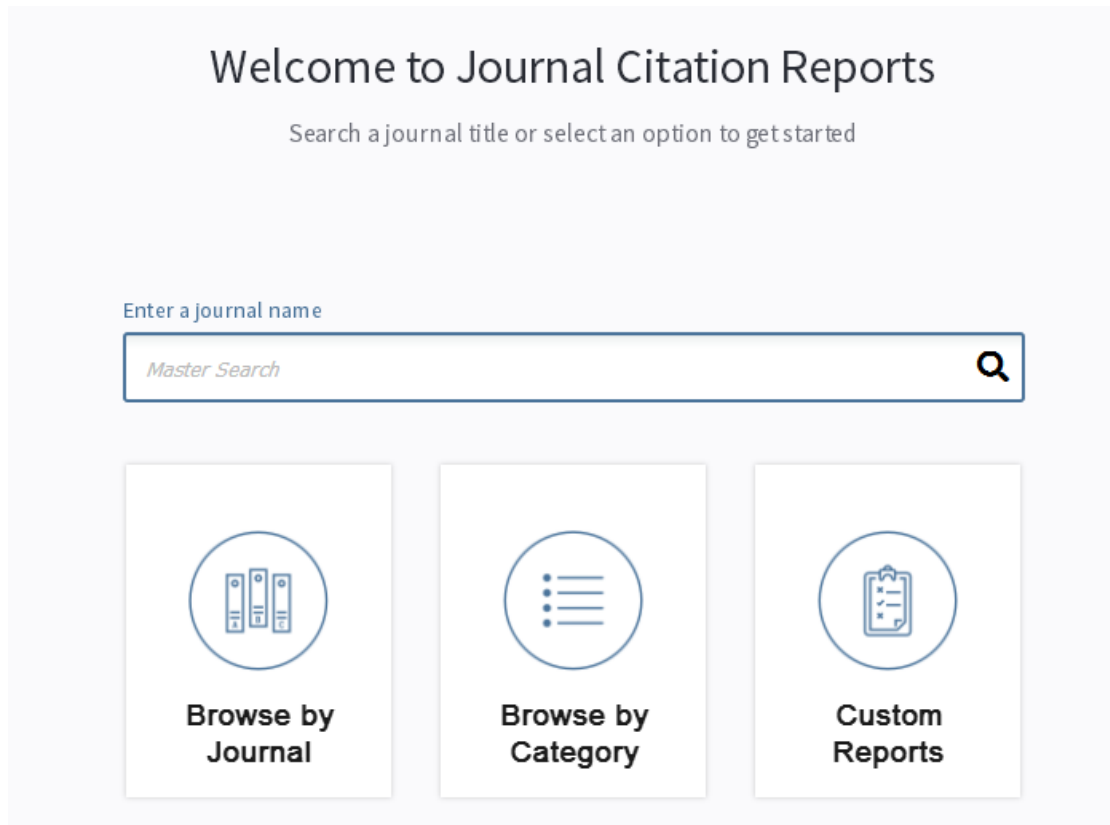 Welcome to Journal Citation Reports
Search a journal title or select an option to get started
Enter a journal name
Master Search
A B C
Browse by
Journal
Browse by
Category
Custom
Reports